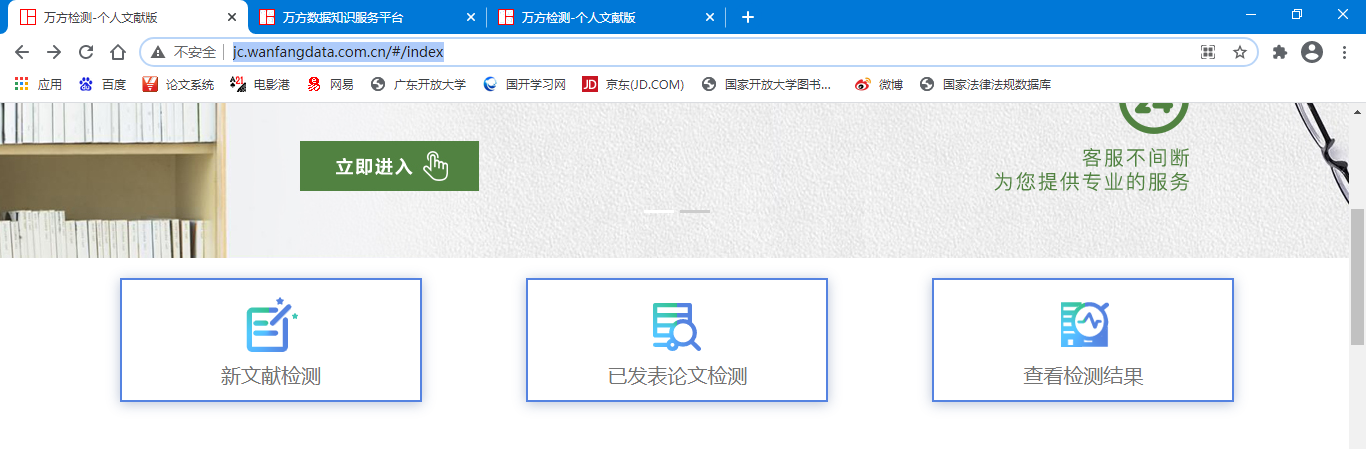 万方检测-个人文献版
万方数据知识服务平台
万方检测-个人文献版
不安全
jc.wanfangdata.com.cn/#/index
应用
百度
论文系统
电影港
网易
广东开放大学
国开学习网
京东(JD.COM)
国家开放大学图书...
微博
国家法律法规数据库
立即进入
24
客服不间断
为您提供专业的服务
新文献检测
已发表论文检测
查看检测结果